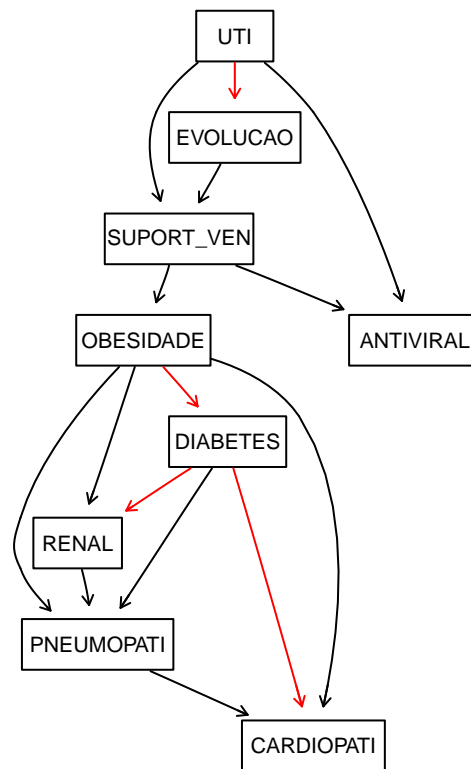 UTI
EVOLUCAO
SUPORT_VEN
OBESIDADE
ANTIVIRAL
DIABETES
RENAL
PNEUMOPATI
CARDIOPATI